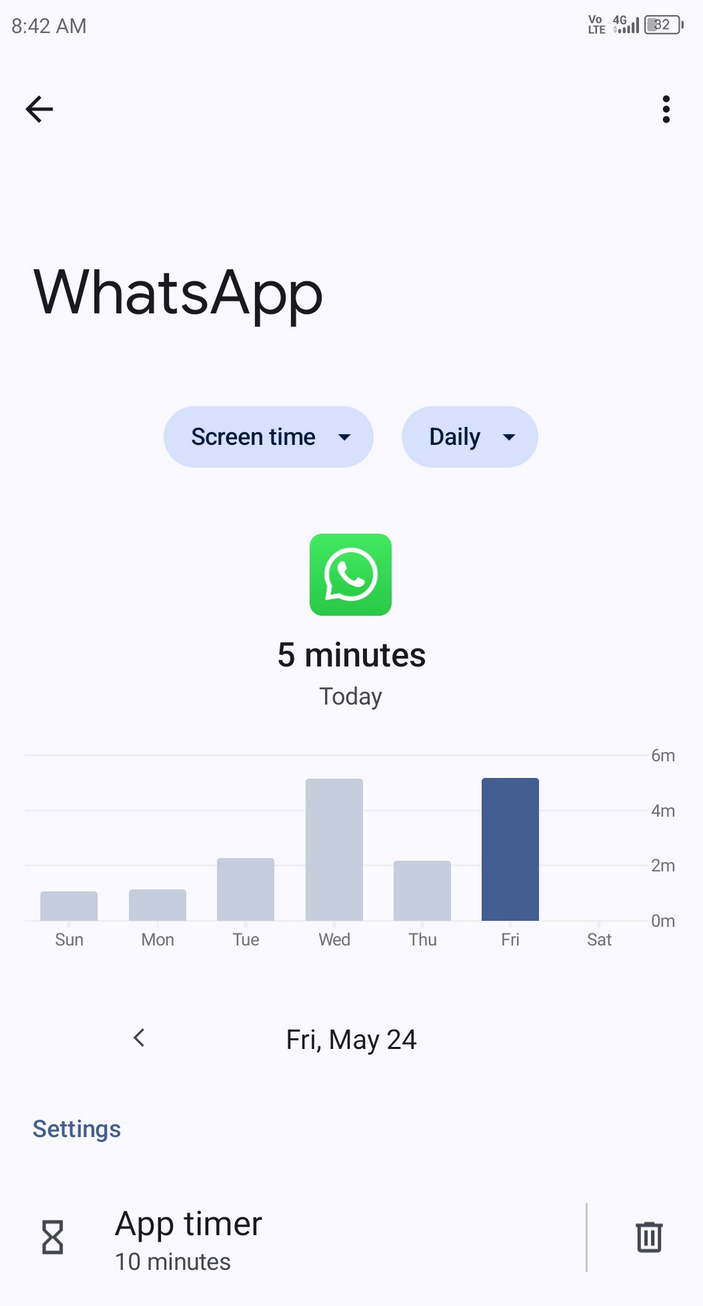 8:42 AM Vo LTE 4G 32
WhatsApp
Screen time Daily
5 minutes
Today
6m
4m
2m
0m
Sun Mon Tue Wed Thu Fri Sat
Fri, May 24
Settings
App timer
10 minutes